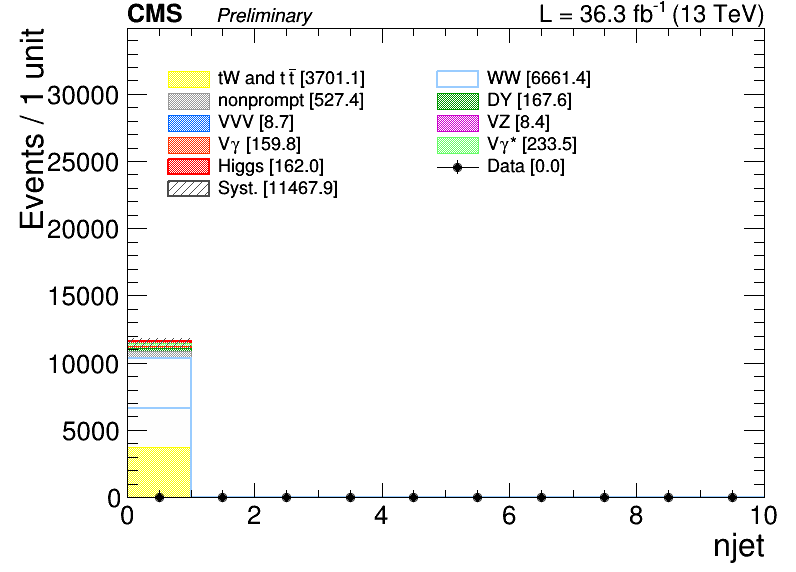 CMS Preliminary L = 36.3 fb⁻¹ (13 TeV)
Events / 1 unit
tW and tt̄ [3701.1]
nonprompt [527.4]
VVV [8.7]
Vγ [159.8]
Higgs [162.0]
Syst. [11467.9]
WW [6661.4]
DY [167.6]
VZ [8.4]
Vγ* [233.5]
Data [0.0]
30000
25000
20000
15000
10000
5000
0
0 2 4 6 8 10
njet